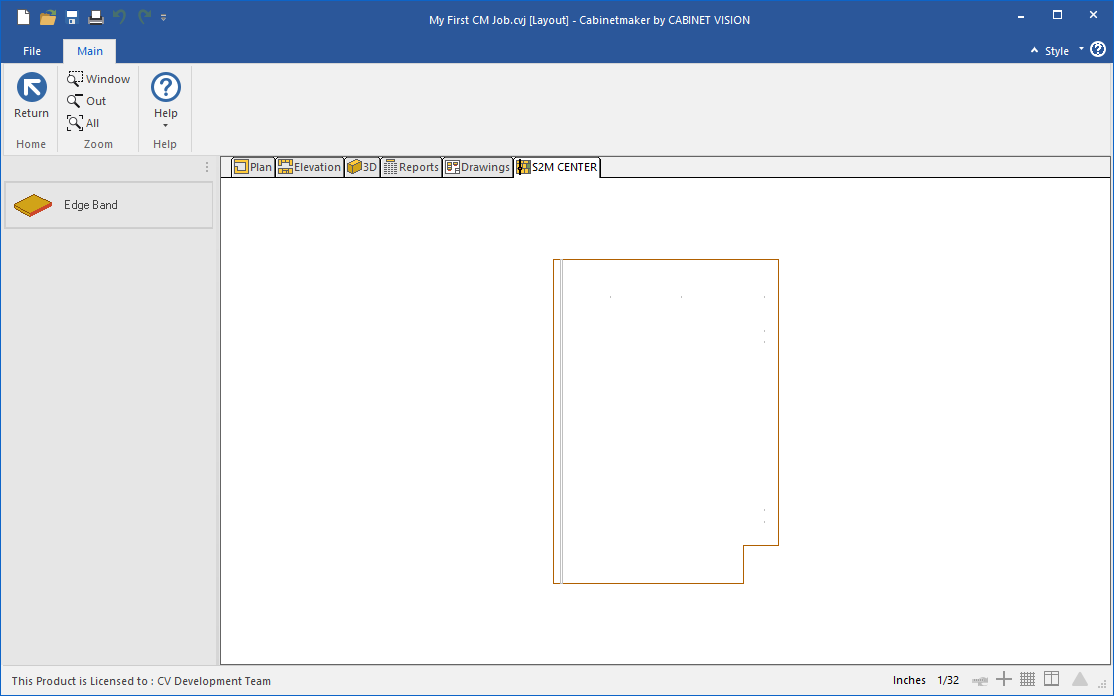 My First CM Job.cvj [Layout] - Cabinetmaker by CABINET VISION
File Main Style
Return
Home
Window
Out
All
Zoom
Help
Help
Plan Elevation 3D Reports Drawings S2M CENTER
Edge Band
This Product is Licensed to : CV Development Team
Inches 1/32